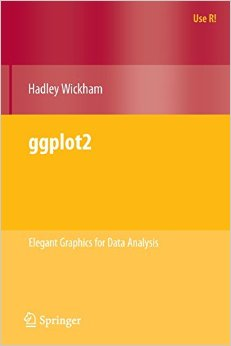 Use R!
Hadley Wickham
ggplot2
Elegant Graphics for Data Analysis
Springer